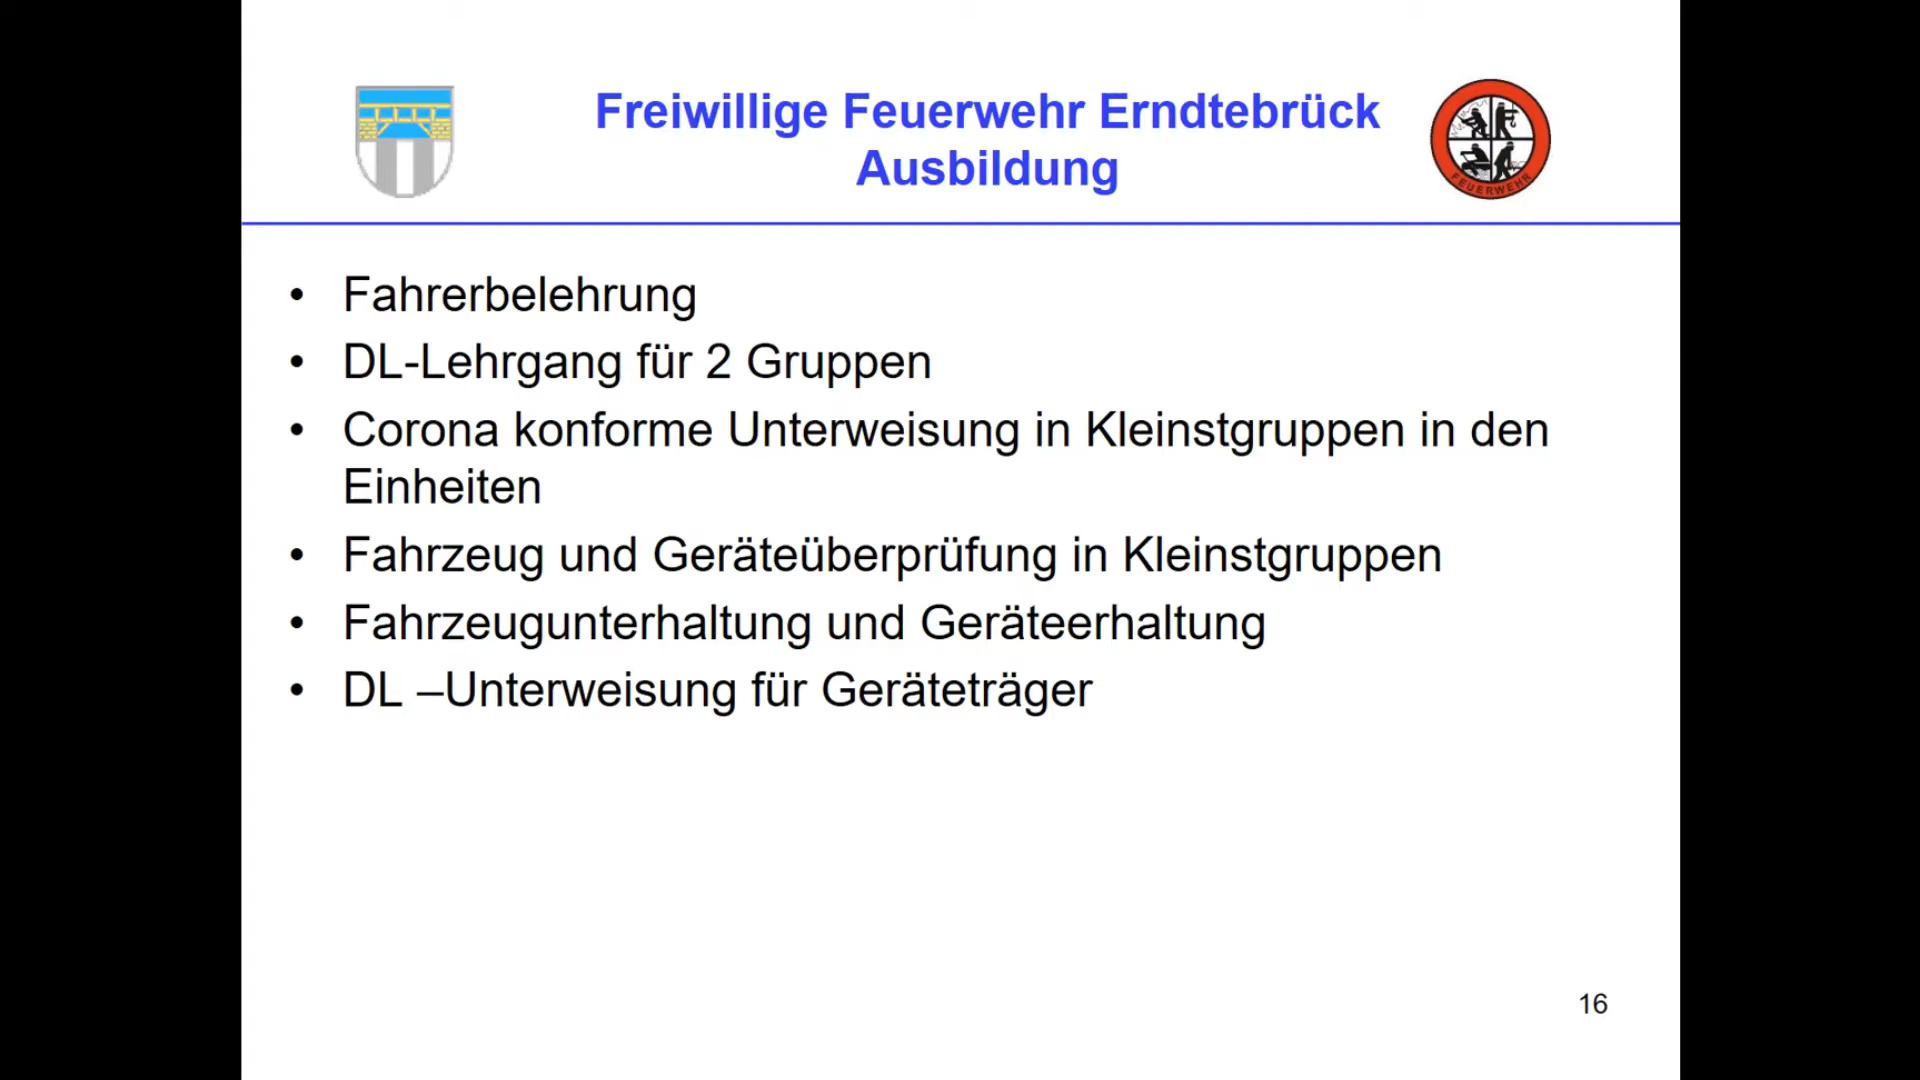 Freiwillige Feuerwehr Erndtebrück
Ausbildung
FEUERWEHR
• Fahrerbelehrung
• DL-Lehrgang für 2 Gruppen
• Corona konforme Unterweisung in Kleinstgruppen in den
Einheiten
• Fahrzeug und Geräteüberprüfung in Kleinstgruppen
• Fahrzeugunterhaltung und Geräteerhaltung
• DL –Unterweisung für Geräteträger
16